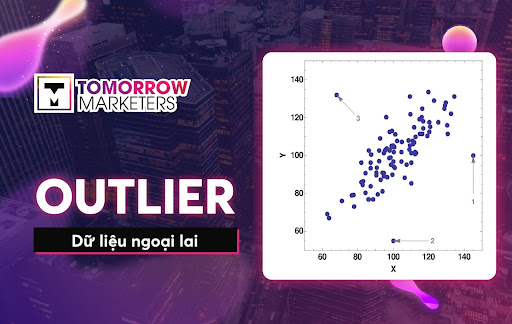 TOMORROW
MARKETERS
OUTLIER
Dữ liệu ngoại lai
140
120
100
80
60
Y
60 80 100 120 140
X
3
1
2